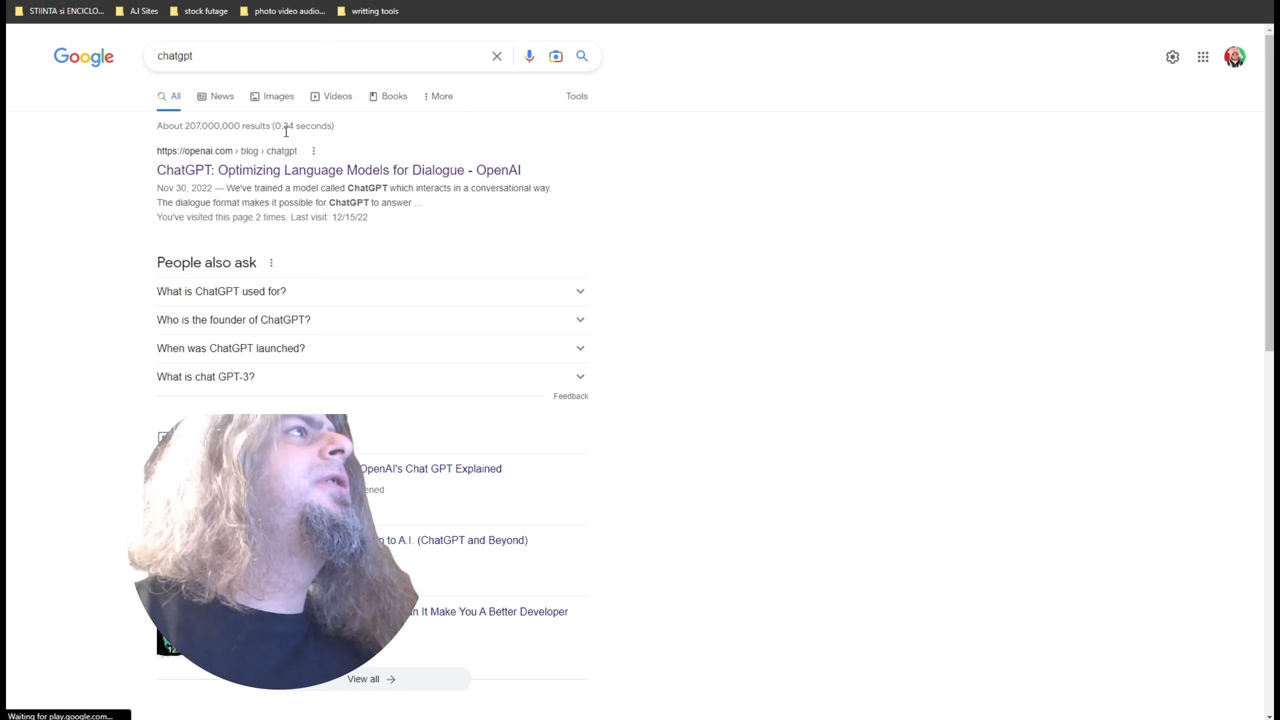 STIINTA si ENCICLO... A.I Sites stock futage photo video audio... writting tools
Google
chatgpt
All News Images Videos Books More Tools
About 207,000,000 results (0.34 seconds)
https://openai.com › blog › chatgpt
ChatGPT: Optimizing Language Models for Dialogue - OpenAI
Nov 30, 2022 — We've trained a model called ChatGPT which interacts in a conversational way.
The dialogue format makes it possible for ChatGPT to answer ...
You've visited this page 2 times. Last visit: 12/15/22
People also ask
What is ChatGPT used for?
Who is the founder of ChatGPT?
When was ChatGPT launched?
What is chat GPT-3?
Feedback
OpenAI's Chat GPT Explained
to A.I. (ChatGPT and Beyond)
It Make You A Better Developer
View all
Waiting for play.google.com...